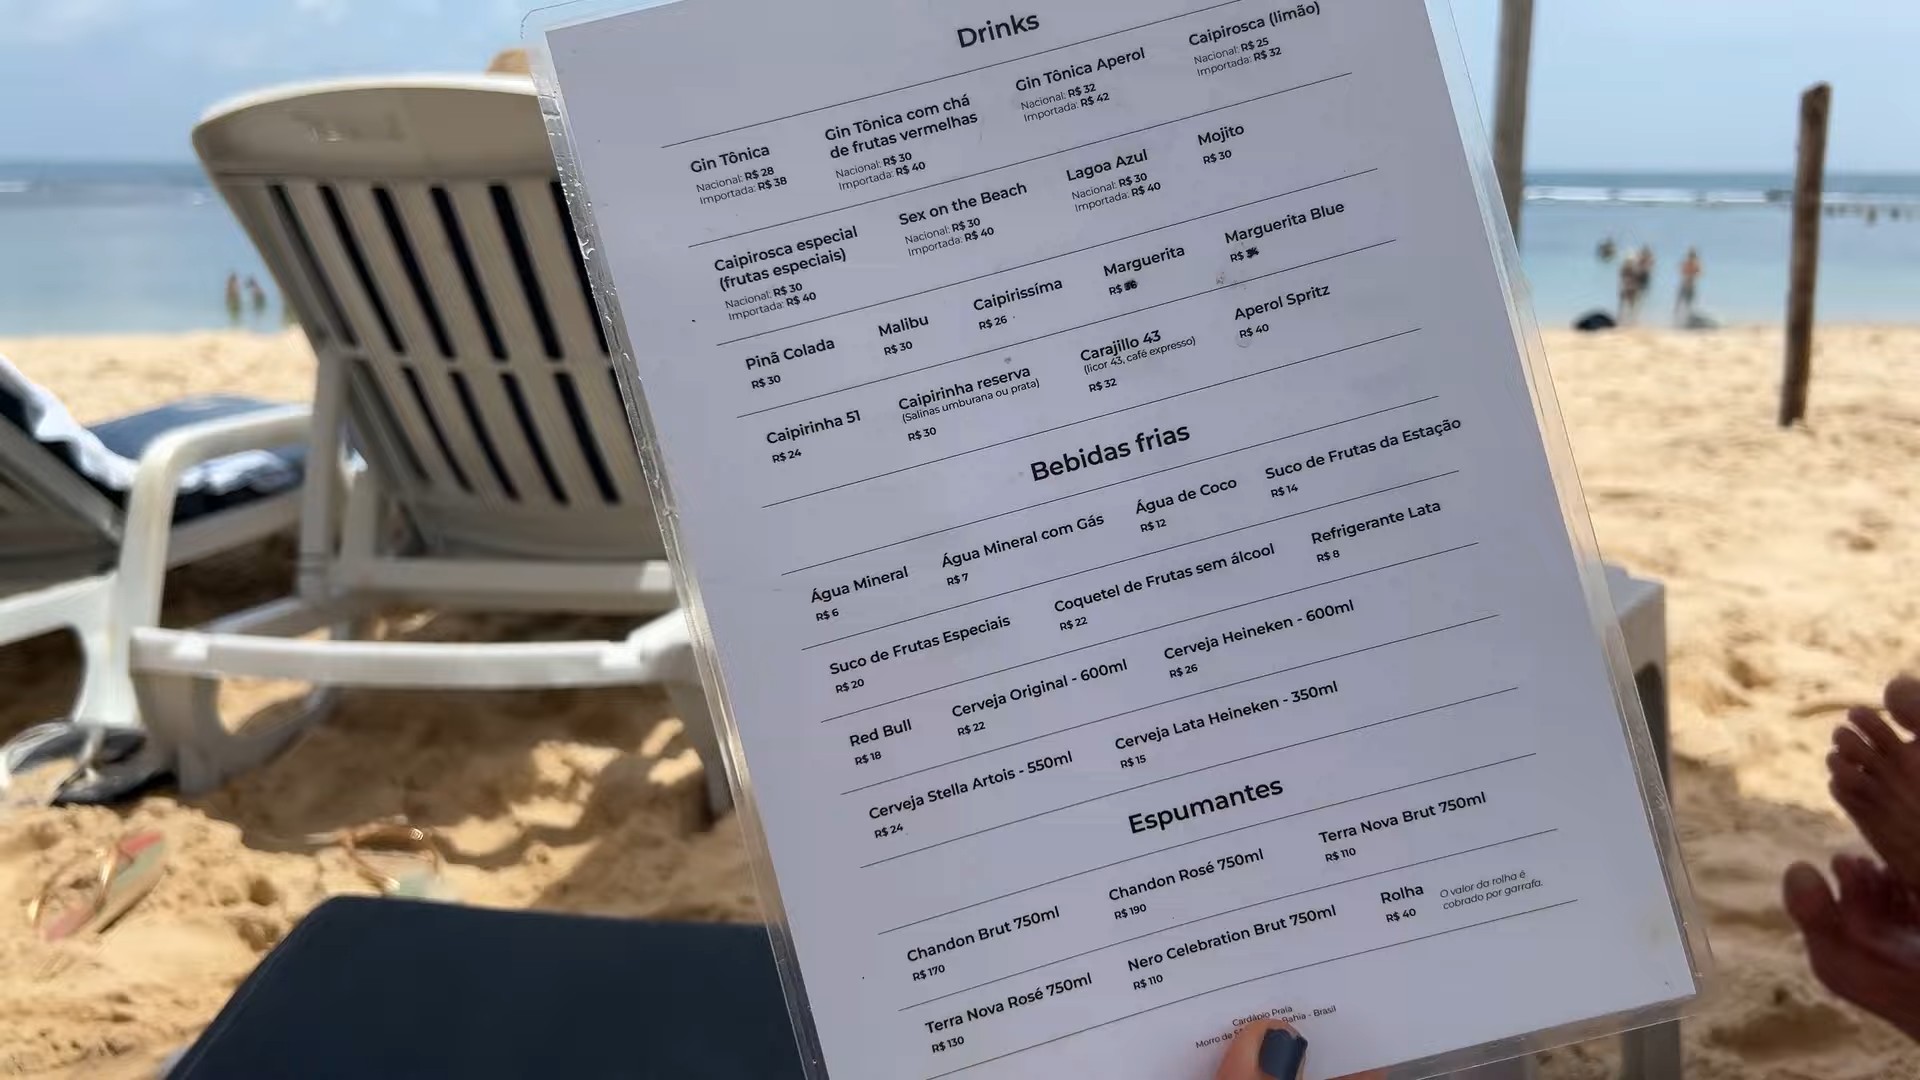 Drinks
Gin Tônica
Nacional: R$ 28
Importada: R$ 38
Gin Tônica com chá
de frutas vermelhas
Nacional: R$ 30
Importada: R$ 40
Gin Tônica Aperol
Nacional: R$ 32
Importada: R$ 42
Caipirosca (limão)
Nacional: R$ 25
Importada: R$ 32
Caipirosca especial
(frutas especiais)
Nacional: R$ 30
Importada: R$ 40
Sex on the Beach
Nacional: R$ 30
Importada: R$ 40
Lagoa Azul
Nacional: R$ 30
Importada: R$ 40
Mojito
R$ 30
Pinã Colada
R$ 30
Malibu
R$ 30
Caipiríssima
R$ 26
Marguerita
R$
Marguerita Blue
R$
Caipirinha 51
R$ 24
Caipirinha reserva
(Salinas umburana ou prata)
R$ 30
Carajillo 43
(licor 43, café expresso)
R$ 32
Aperol Spritz
R$ 40
Bebidas frias
Água Mineral
R$ 6
Água Mineral com Gás
R$ 7
Água de Coco
R$ 12
Suco de Frutas da Estação
R$ 14
Suco de Frutas Especiais
R$ 20
Coquetel de Frutas sem álcool
R$ 22
Refrigerante Lata
R$ 8
Red Bull
R$ 18
Cerveja Original - 600ml
R$ 22
Cerveja Heineken - 600ml
R$ 26
Cerveja Stella Artois - 550ml
R$ 24
Cerveja Lata Heineken - 350ml
R$ 15
Espumantes
Chandon Brut 750ml
R$ 170
Chandon Rosé 750ml
R$ 190
Terra Nova Brut 750ml
R$ 110
Terra Nova Rosé 750ml
R$ 130
Nero Celebration Brut 750ml
R$ 110
Rolha
R$ 40
O valor da rolha é
cobrado por garrafa.
Cardápio Praia
Morro de Bahia - Brasil